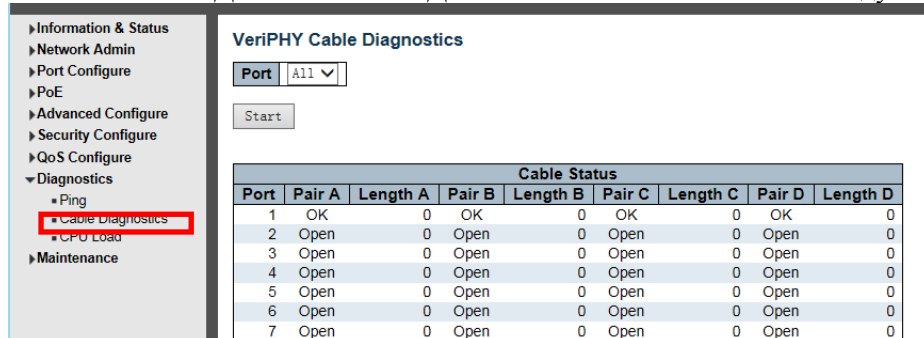 Information & Status
Network Admin
Port Configure
PoE
Advanced Configure
Security Configure
QoS Configure
Diagnostics
Ping
Cable Diagnostics
CPU Load
Maintenance
VeriPHY Cable Diagnostics
Port All
Start
Cable Status
Port Pair A Length A Pair B Length B Pair C Length C Pair D Length D
1 OK 0 OK 0 OK 0 OK 0
2 Open 0 Open 0 Open 0 Open 0
3 Open 0 Open 0 Open 0 Open 0
4 Open 0 Open 0 Open 0 Open 0
5 Open 0 Open 0 Open 0 Open 0
6 Open 0 Open 0 Open 0 Open 0
7 Open 0 Open 0 Open 0 Open 0